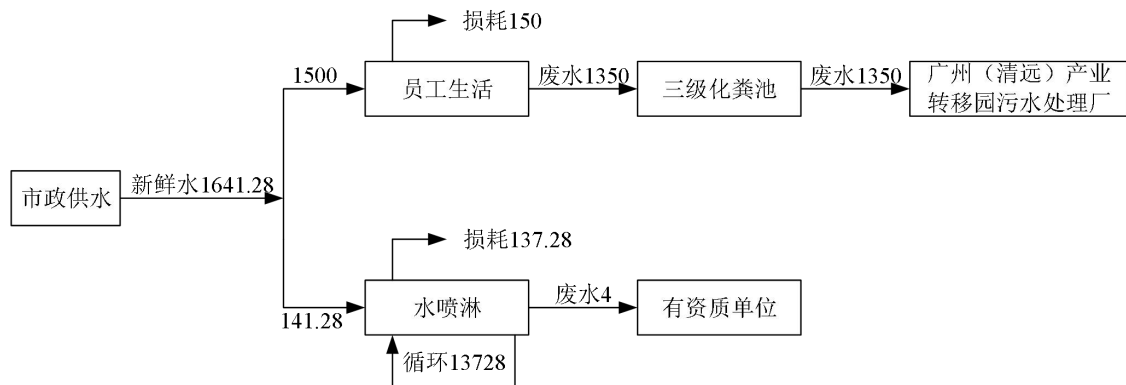 损耗150
1500
员工生活
废水1350
三级化粪池
废水1350
广州（清远）产业
转移园污水处理厂
市政供水
新鲜水1641.28
损耗137.28
141.28
水喷淋
废水4
有资质单位
循环13728